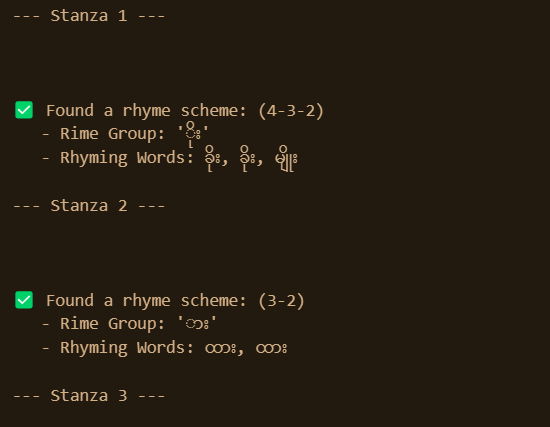 --- Stanza 1 ---
✅ Found a rhyme scheme: (4-3-2)
- Rime Group: 'ိုး'
- Rhyming Words: ခိုး, ခိုး, မျိုး
--- Stanza 2 ---
✅ Found a rhyme scheme: (3-2)
- Rime Group: 'ား'
- Rhyming Words: ထား, ထား
--- Stanza 3 ---